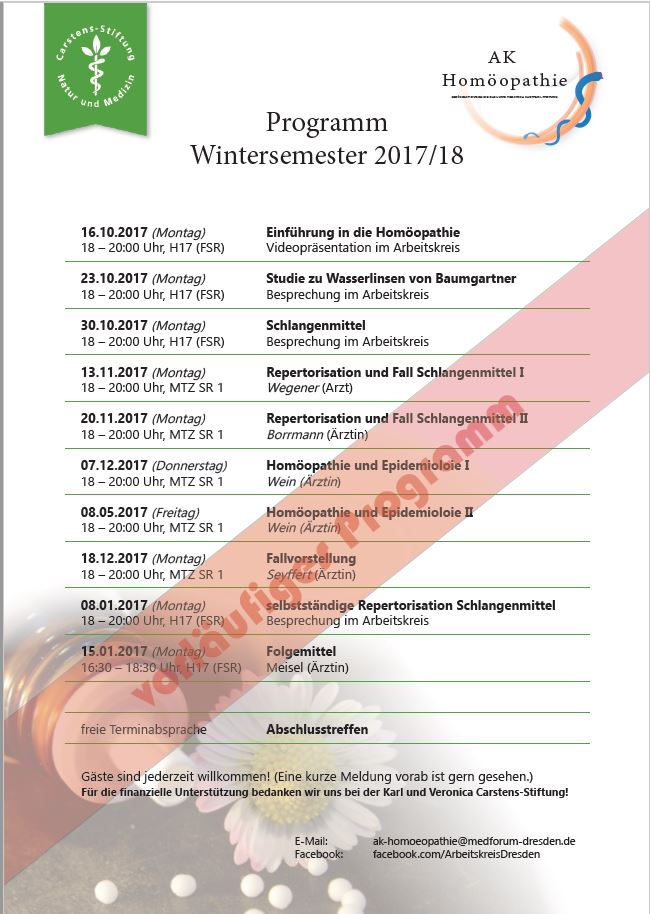 Carstens-Stiftung
Natur und Medizin
AK
Homöopathie
Programm
Wintersemester 2017/18
16.10.2017 (Montag) Einführung in die Homöopathie
18 – 20:00 Uhr, H17 (FSR) Videopräsentation im Arbeitskreis
23.10.2017 (Montag) Studie zu Wasserlinsen von Baumgartner
18 – 20:00 Uhr, H17 (FSR) Besprechung im Arbeitskreis
30.10.2017 (Montag) Schlangenmittel
18 – 20:00 Uhr, H17 (FSR) Besprechung im Arbeitskreis
13.11.2017 (Montag) Repertorisation und Fall Schlangenmittel I
18 – 20:00 Uhr, MTZ SR 1 Wegener (Arzt)
20.11.2017 (Montag) Repertorisation und Fall Schlangenmittel II
18 – 20:00 Uhr, MTZ SR 1 Borrmann (Ärztin)
07.12.2017 (Donnerstag) Homöopathie und Epidemioloie I
18 – 20:00 Uhr, MTZ SR 1 Wein (Ärztin)
08.05.2017 (Freitag) Homöopathie und Epidemioloie II
18 – 20:00 Uhr, MTZ SR 1 Wein (Ärztin)
18.12.2017 (Montag) Fallvorstellung
18 – 20:00 Uhr, MTZ SR 1 Seyffert (Ärztin)
08.01.2017 (Montag) selbstständige Repertorisation Schlangenmittel
18 – 20:00 Uhr, H17 (FSR) Besprechung im Arbeitskreis
15.01.2017 (Montag) Folgemittel
16:30 – 18:30 Uhr, H17 (FSR) Meisel (Ärztin)
vorläufiges Programm
freie Terminabsprache Abschlusstreffen
Gäste sind jederzeit willkommen! (Eine kurze Meldung vorab ist gern gesehen.)
Für die finanzielle Unterstützung bedanken wir uns bei der Karl und Veronica Carstens-Stiftung!
E-Mail: ak-homoeopathie@medforum-dresden.de
Facebook: facebook.com/ArbeitskreisDresden